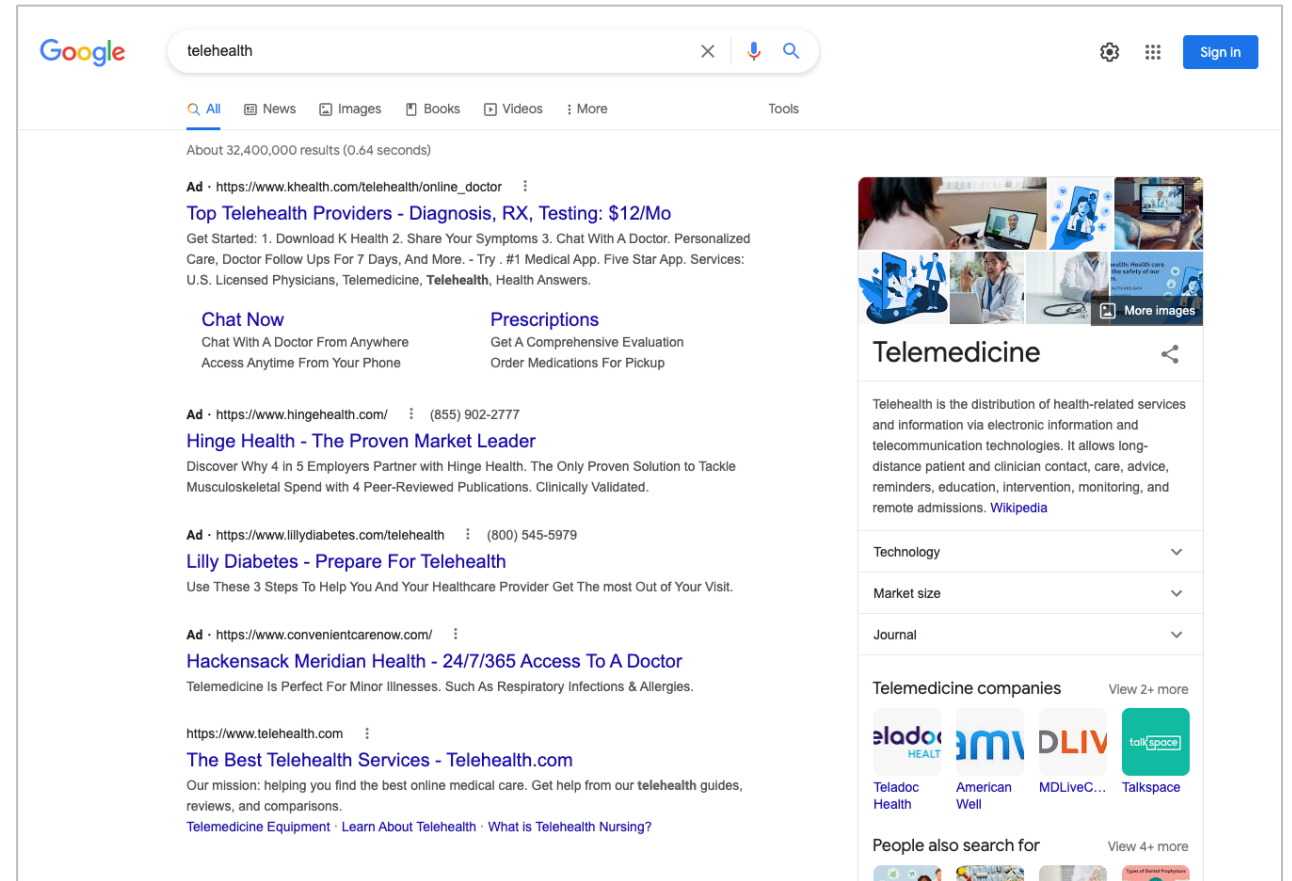 Google
telehealth
Sign in
All News Images Books Videos More Tools
About 32,400,000 results (0.64 seconds)
Ad · https://www.khealth.com/telehealth/online_doctor
Top Telehealth Providers - Diagnosis, RX, Testing: $12/Mo
Get Started: 1. Download K Health 2. Share Your Symptoms 3. Chat With A Doctor. Personalized
Care, Doctor Follow Ups For 7 Days, And More. - Try . #1 Medical App. Five Star App. Services:
U.S. Licensed Physicians, Telemedicine, Telehealth, Health Answers.
Chat Now
Chat With A Doctor From Anywhere
Access Anytime From Your Phone
Prescriptions
Get A Comprehensive Evaluation
Order Medications For Pickup
Ad · https://www.hingehealth.com/ (855) 902-2777
Hinge Health - The Proven Market Leader
Discover Why 4 in 5 Employers Partner with Hinge Health. The Only Proven Solution to Tackle
Musculoskeletal Spend with 4 Peer-Reviewed Publications. Clinically Validated.
Ad · https://www.lillydiabetes.com/telehealth (800) 545-5979
Lilly Diabetes - Prepare For Telehealth
Use These 3 Steps To Help You And Your Healthcare Provider Get The most Out of Your Visit.
Ad · https://www.convenientcarenow.com/
Hackensack Meridian Health - 24/7/365 Access To A Doctor
Telemedicine Is Perfect For Minor Illnesses. Such As Respiratory Infections & Allergies.
https://www.telehealth.com
The Best Telehealth Services - Telehealth.com
Our mission: helping you find the best online medical care. Get help from our telehealth guides,
reviews, and comparisons.
Telemedicine Equipment · Learn About Telehealth · What is Telehealth Nursing?
Health care
the safety of our
More images
Telemedicine
Telehealth is the distribution of health-related services
and information via electronic information and
telecommunication technologies. It allows long-
distance patient and clinician contact, care, advice,
reminders, education, intervention, monitoring, and
remote admissions. Wikipedia
Technology
Market size
Journal
Telemedicine companies View 2+ more
talkspace
Teladoc
Health
American
Well
MDLiveC...
Talkspace
People also search for View 4+ more
Types of Dental Prophylaxis